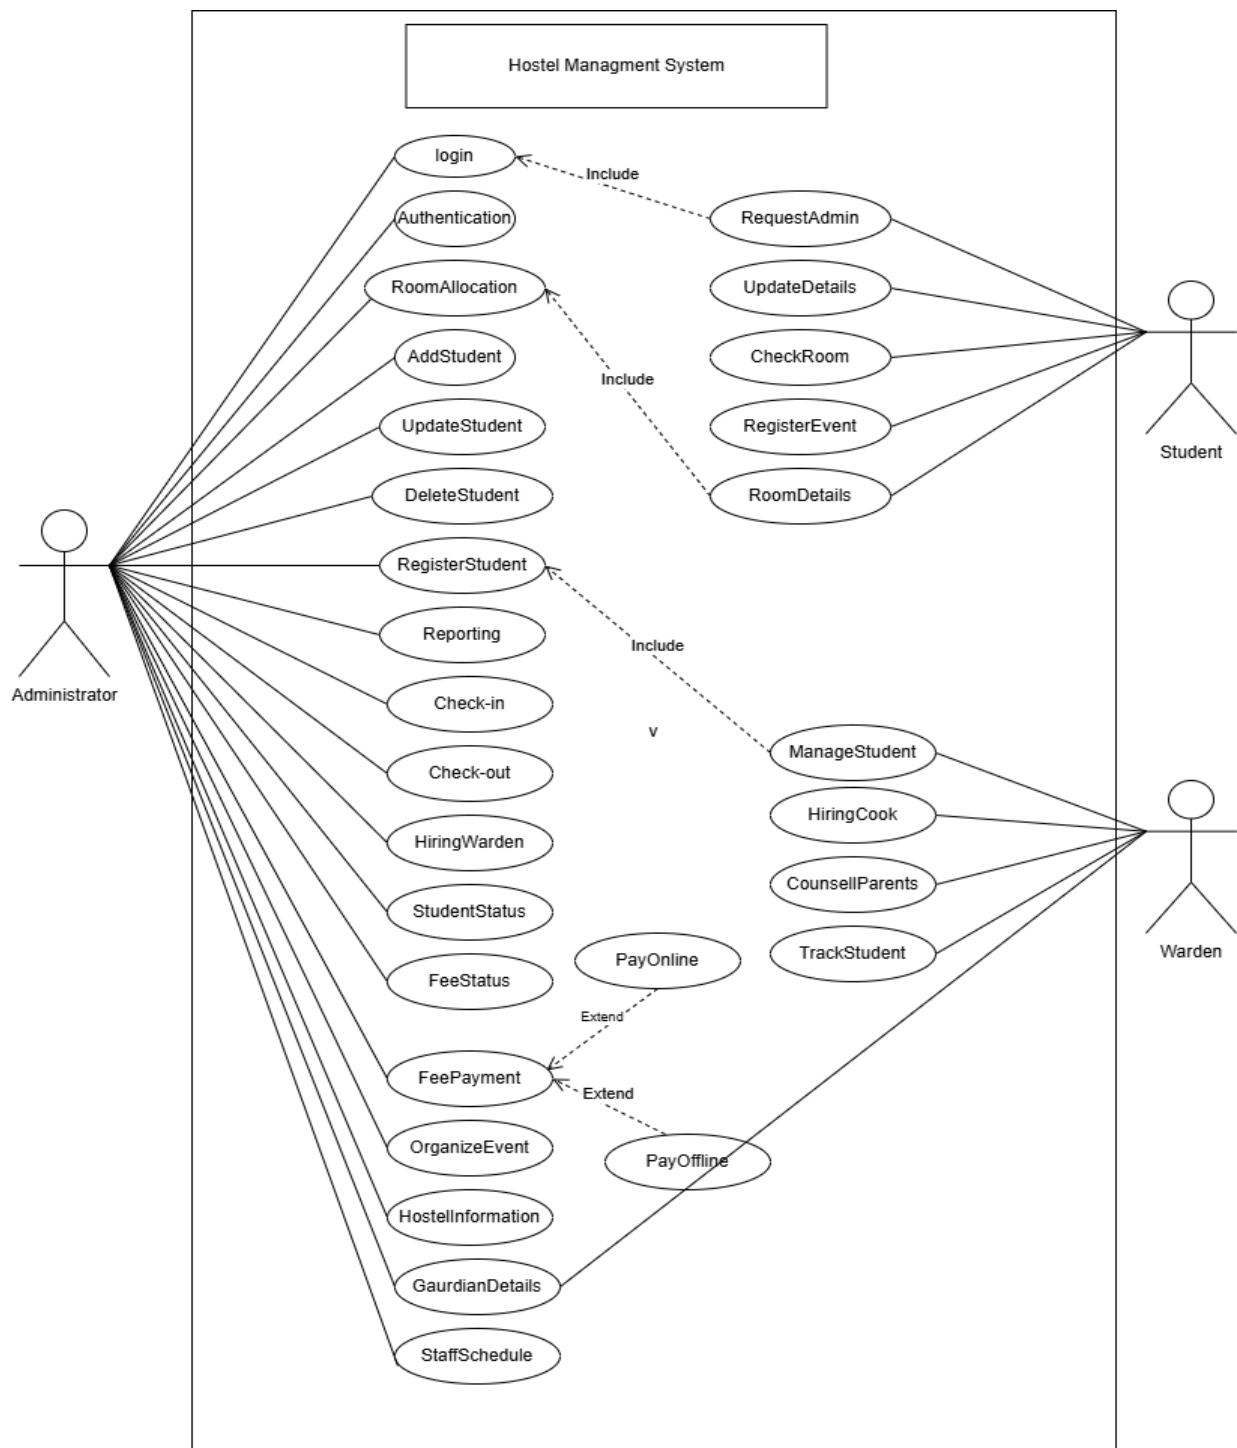 Hostel Managment System
login
Include
Authentication
RequestAdmin
RoomAllocation
UpdateDetails
AddStudent
CheckRoom
Include
UpdateStudent
RegisterEvent
Student
DeleteStudent
RoomDetails
RegisterStudent
Reporting
Include
Administrator
Check-in
v
ManageStudent
Check-out
HiringCook
HiringWarden
CounsellParents
StudentStatus
Warden
PayOnline
TrackStudent
FeeStatus
Extend
FeePayment
Extend
OrganizeEvent
PayOffline
HostelInformation
GaurdianDetails
StaffSchedule